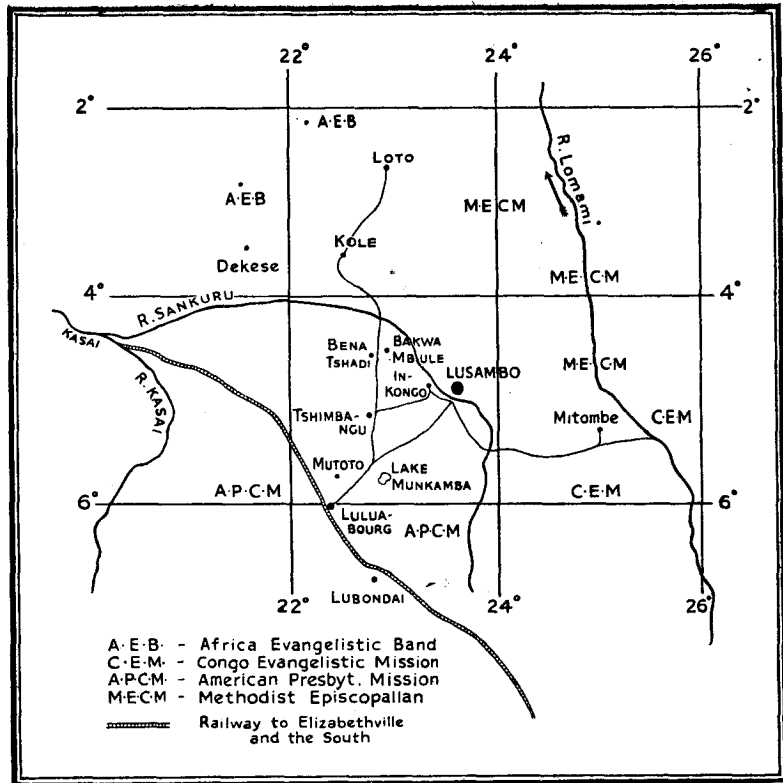 22°
24°
26°
2°
2°
A·E·B
LOTO
R. Lomami
A·E·B
M·E·C·M
KOLE
Dekese
M·E·C·M
4°
4°
R. SANKURU
KASAI
BENA
TSHADI
BAKWA
MBULE
IN-
KONGO
LUSAMBO
M·E·C·M
R. KASAI
TSHIMBA-
NGU
Mitombe
C·E·M
MUTOTO
LAKE
MUNKAMBA
A·P·C·M
C·E·M
6°
6°
LULUA-
BOURG
A·P·C·M
LUBONDAI
22°
24°
26°
A·E·B· - Africa Evangelistic Band
C·E·M· - Congo Evangelistic Mission
A·P·C·M· - American Presbyt. Mission
M·E·C·M - Methodist Episcopallan
Railway to Elizabethville
and the South